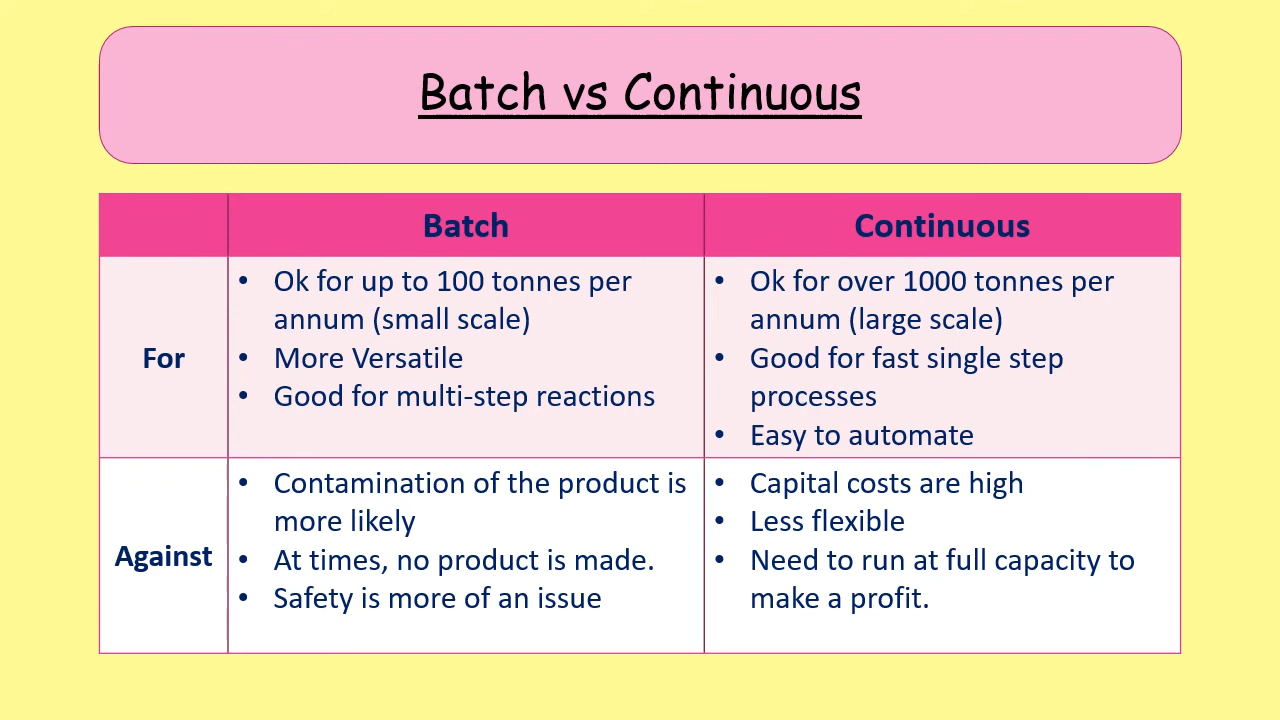 Batch vs Continuous
Batch
Continuous
For
• Ok for up to 100 tonnes per
annum (small scale)
• More Versatile
• Good for multi-step reactions
• Ok for over 1000 tonnes per
annum (large scale)
• Good for fast single step
processes
• Easy to automate
Against
• Contamination of the product is
more likely
• At times, no product is made.
• Safety is more of an issue
• Capital costs are high
• Less flexible
• Need to run at full capacity to
make a profit.